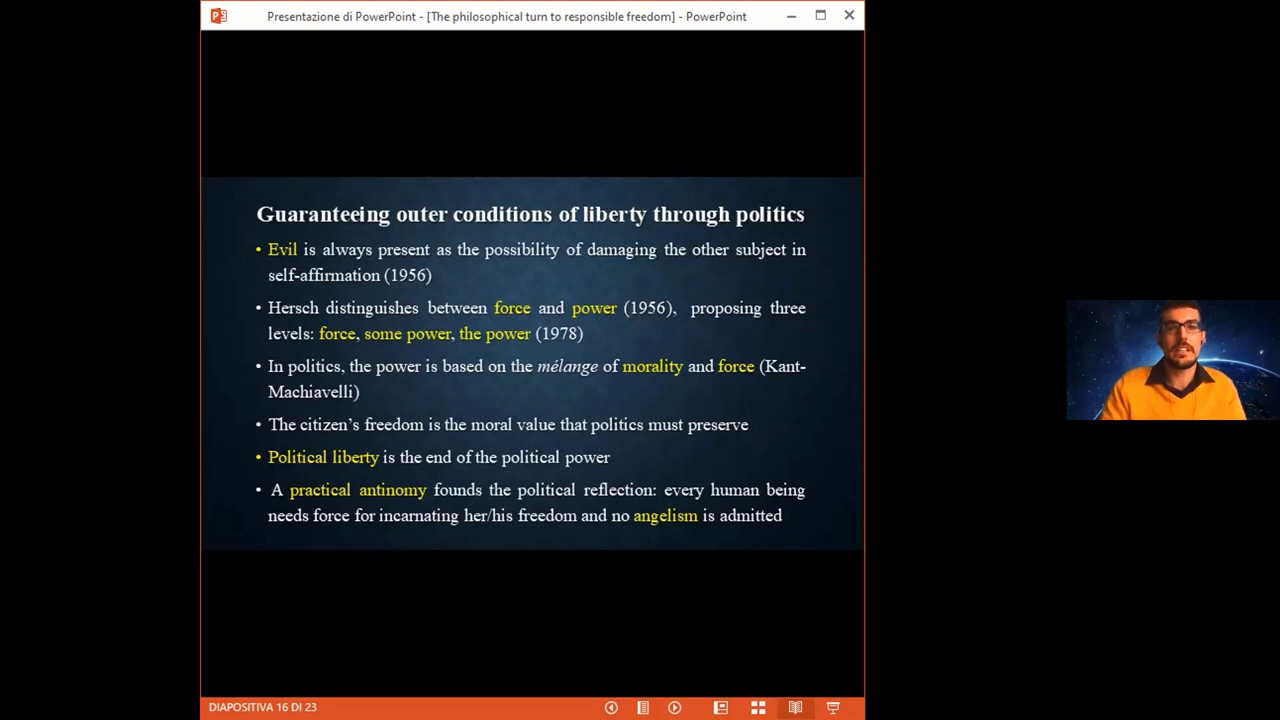 Presentazione di PowerPoint - [The philosophical turn to responsible freedom] - PowerPoint
Guaranteeing outer conditions of liberty through politics
• Evil is always present as the possibility of damaging the other subject in
self-affirmation (1956)
• Hersch distinguishes between force and power (1956), proposing three
levels: force, some power, the power (1978)
• In politics, the power is based on the mélange of morality and force (Kant-
Machiavelli)
• The citizen's freedom is the moral value that politics must preserve
• Political liberty is the end of the political power
• A practical antinomy founds the political reflection: every human being
needs force for incarnating her/his freedom and no angelism is admitted
DIAPOSITIVA 16 DI 23